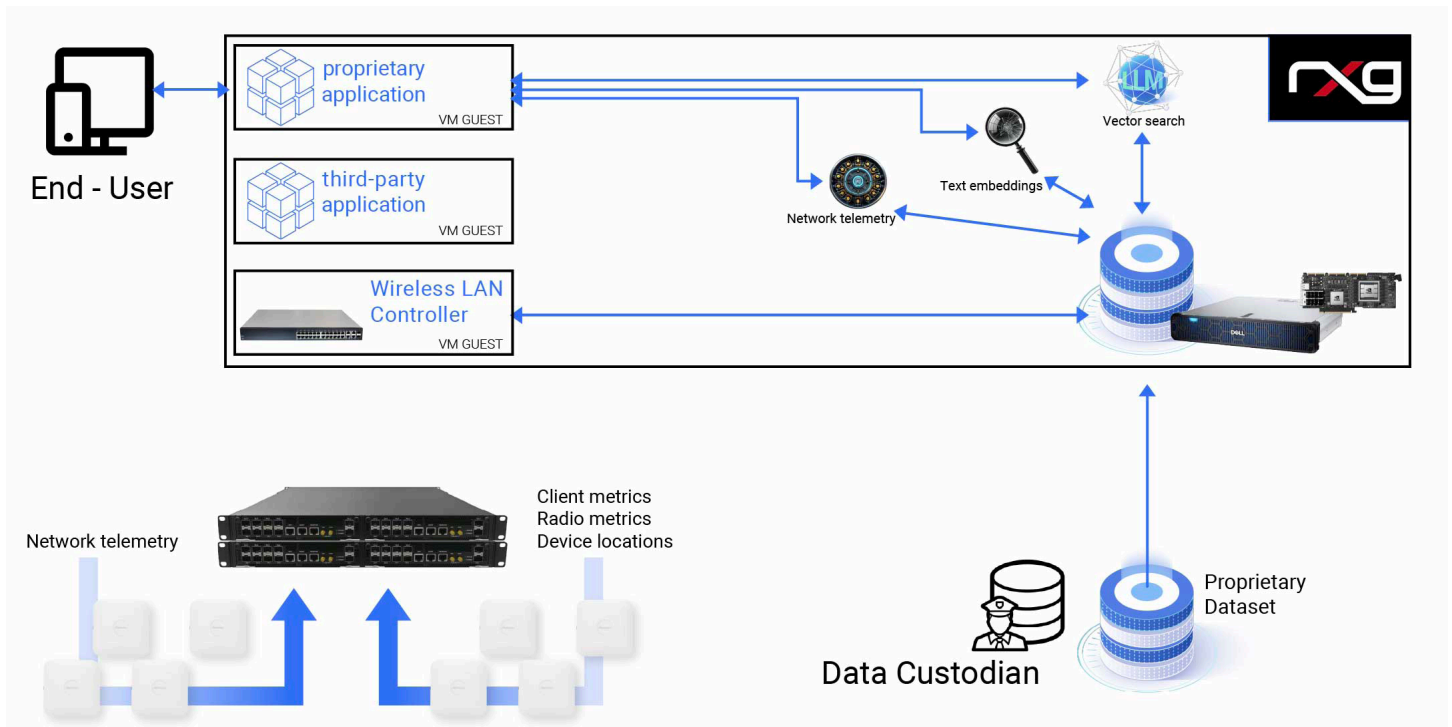 proprietary
application
VM GUEST
LLM
Vector search
rxg
End - User
third-party
application
VM GUEST
Text embeddings
Network telemetry
Wireless LAN
Controller
VM GUEST
DELL
Client metrics
Radio metrics
Device locations
Network telemetry
Proprietary
Dataset
Data Custodian